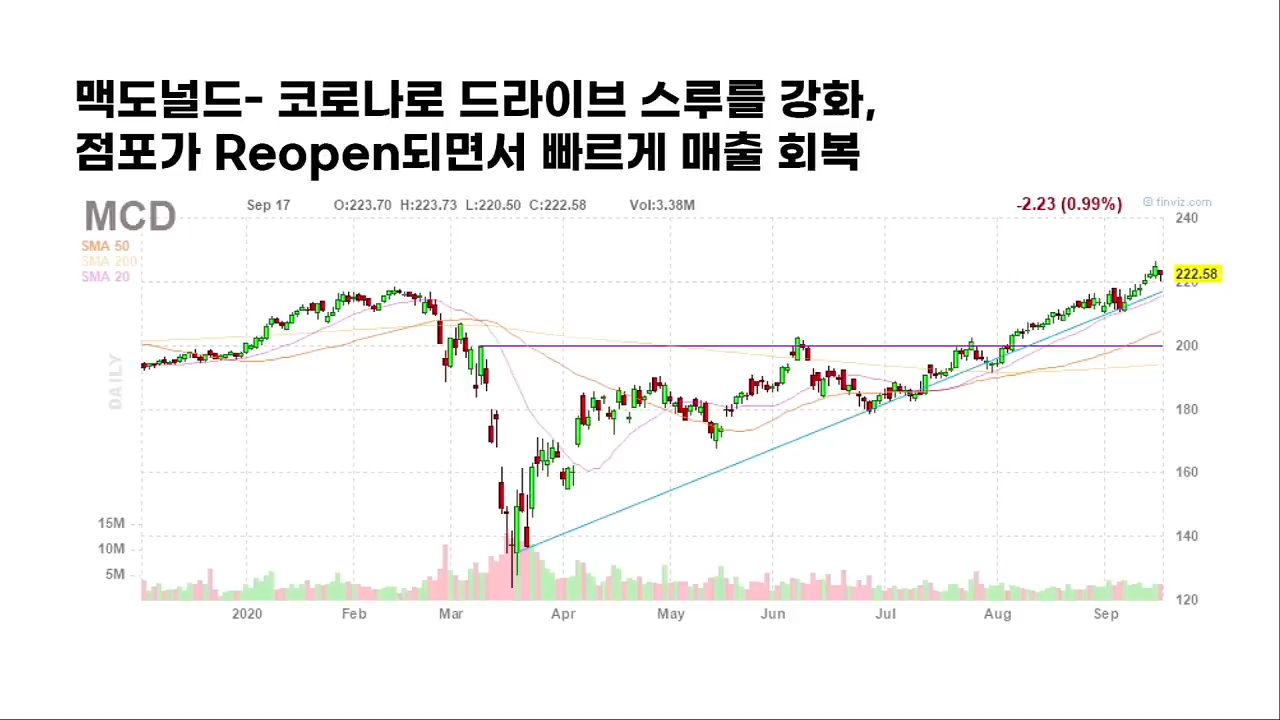 맥도널드- 코로나로 드라이브 스루를 강화,
점포가 Reopen되면서 빠르게 매출 회복
MCD
Sep 17 O:223.70 H:223.73 L:220.50 C:222.58 Vol:3.38M
-2.23 (0.99%)
© finviz.com
SMA 50
SMA 200
SMA 20
DAILY
240
222.58
220
200
180
160
140
120
15M
10M
5M
2020 Feb Mar Apr May Jun Jul Aug Sep